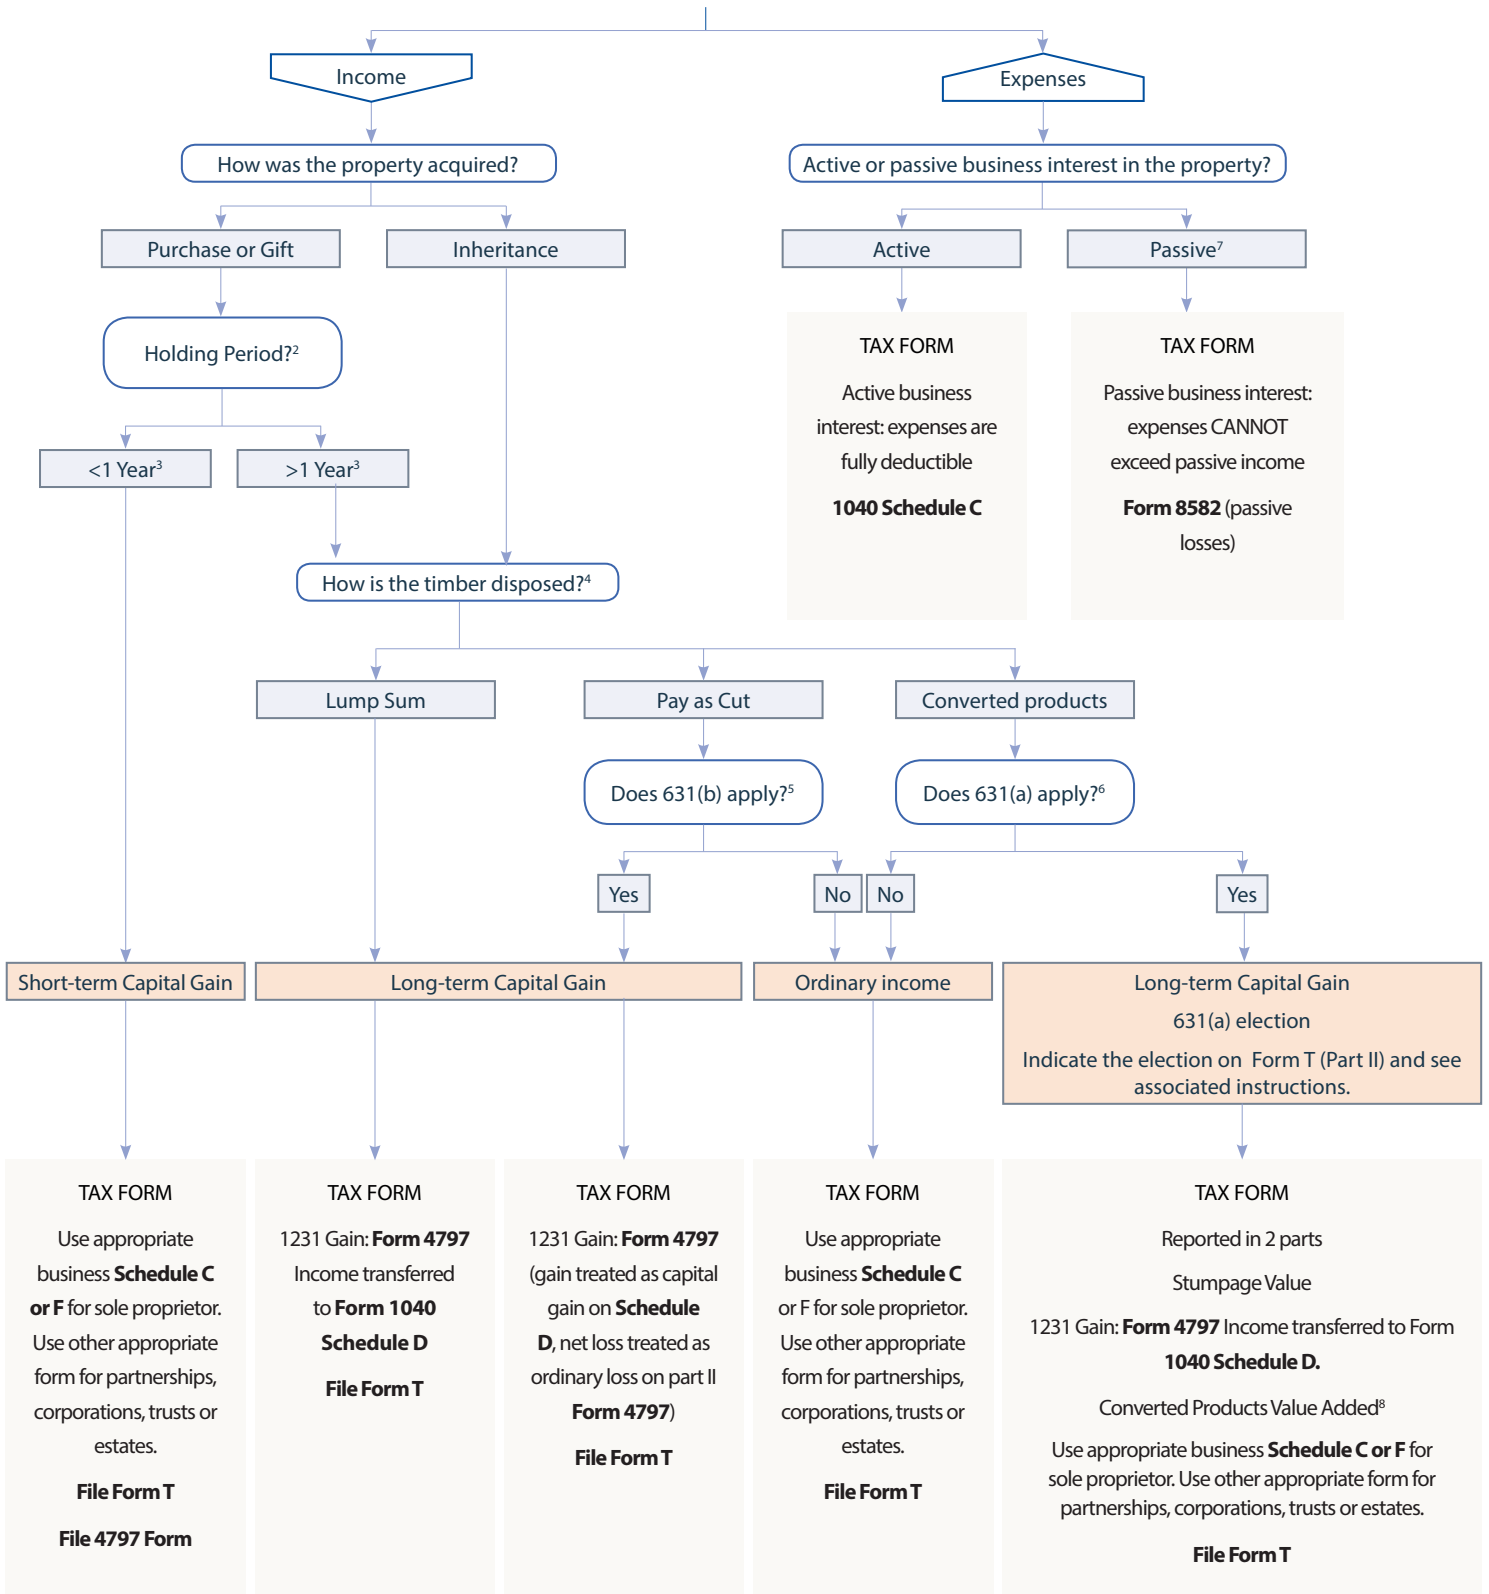 Income
Expenses
How was the property acquired?
Active or passive business interest in the property?
Purchase or Gift
Inheritance
Active
Passive⁷
Holding Period?²
<1 Year³
>1 Year³
TAX FORM
Active business
interest: expenses are
fully deductible
1040 Schedule C
TAX FORM
Passive business interest:
expenses CANNOT
exceed passive income
Form 8582 (passive
losses)
How is the timber disposed?⁴
Lump Sum
Pay as Cut
Converted products
Does 631(b) apply?⁵
Does 631(a) apply?⁶
Yes
No
No
Yes
Short-term Capital Gain
Long-term Capital Gain
Ordinary income
Long-term Capital Gain
631(a) election
Indicate the election on Form T (Part II) and see
associated instructions.
TAX FORM
Use appropriate
business Schedule C
or F for sole proprietor.
Use other appropriate
form for partnerships,
corporations, trusts or
estates.
File Form T
File 4797 Form
TAX FORM
1231 Gain: Form 4797
Income transferred
to Form 1040
Schedule D
File Form T
TAX FORM
1231 Gain: Form 4797
(gain treated as capital
gain on Schedule
D, net loss treated as
ordinary loss on part II
Form 4797)
File Form T
TAX FORM
Use appropriate
business Schedule C
or F for sole proprietor.
Use other appropriate
form for partnerships,
corporations, trusts or
estates.
File Form T
TAX FORM
Reported in 2 parts
Stumpage Value
1231 Gain: Form 4797 Income transferred to Form
1040 Schedule D.
Converted Products Value Added⁸
Use appropriate business Schedule C or F for
sole proprietor. Use other appropriate form for
partnerships, corporations, trusts or estates.
File Form T